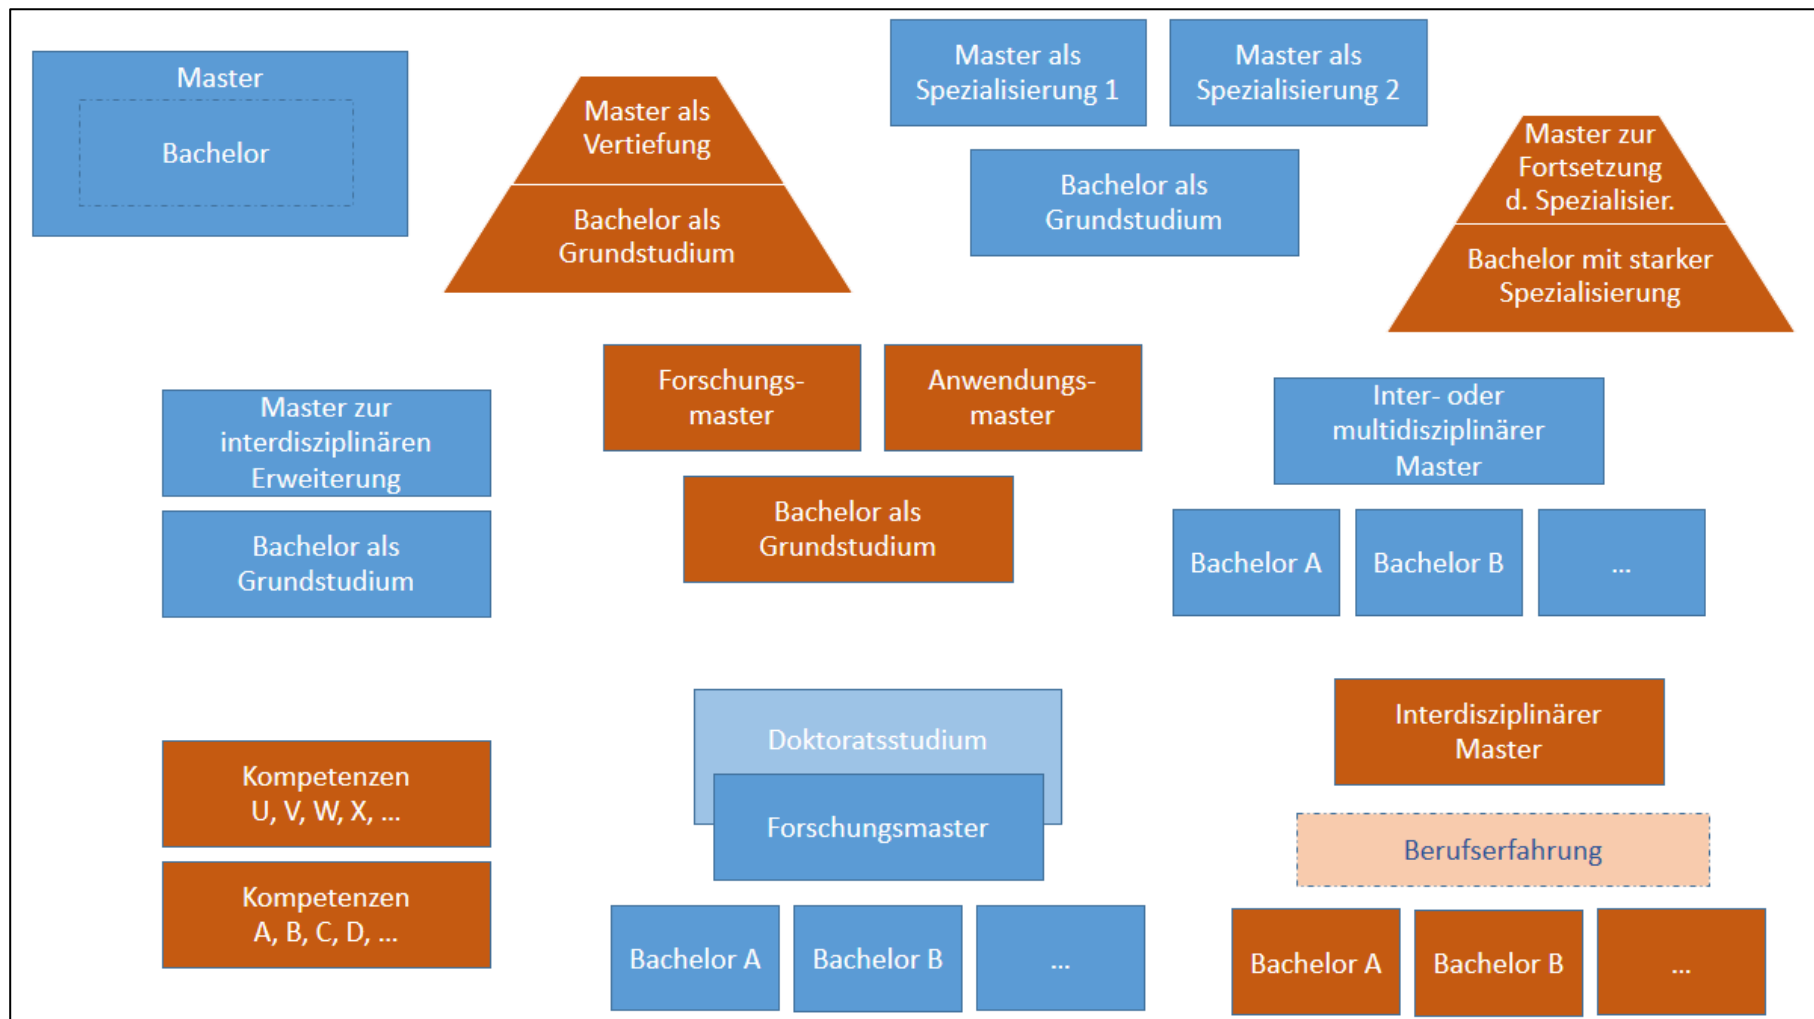 Master
Bachelor
Master als
Vertiefung
Bachelor als
Grundstudium
Master als
Spezialisierung 1
Master als
Spezialisierung 2
Bachelor als
Grundstudium
Master zur
Fortsetzung
d. Spezialisier.
Bachelor mit starker
Spezialisierung
Master zur
interdisziplinären
Erweiterung
Bachelor als
Grundstudium
Forschungs-
master
Anwendungs-
master
Bachelor als
Grundstudium
Inter- oder
multidisziplinärer
Master
Bachelor A
Bachelor B
...
Kompetenzen
U, V, W, X, ...
Kompetenzen
A, B, C, D, ...
Doktoratsstudium
Forschungsmaster
Bachelor A
Bachelor B
...
Interdisziplinärer
Master
Berufserfahrung
Bachelor A
Bachelor B
...